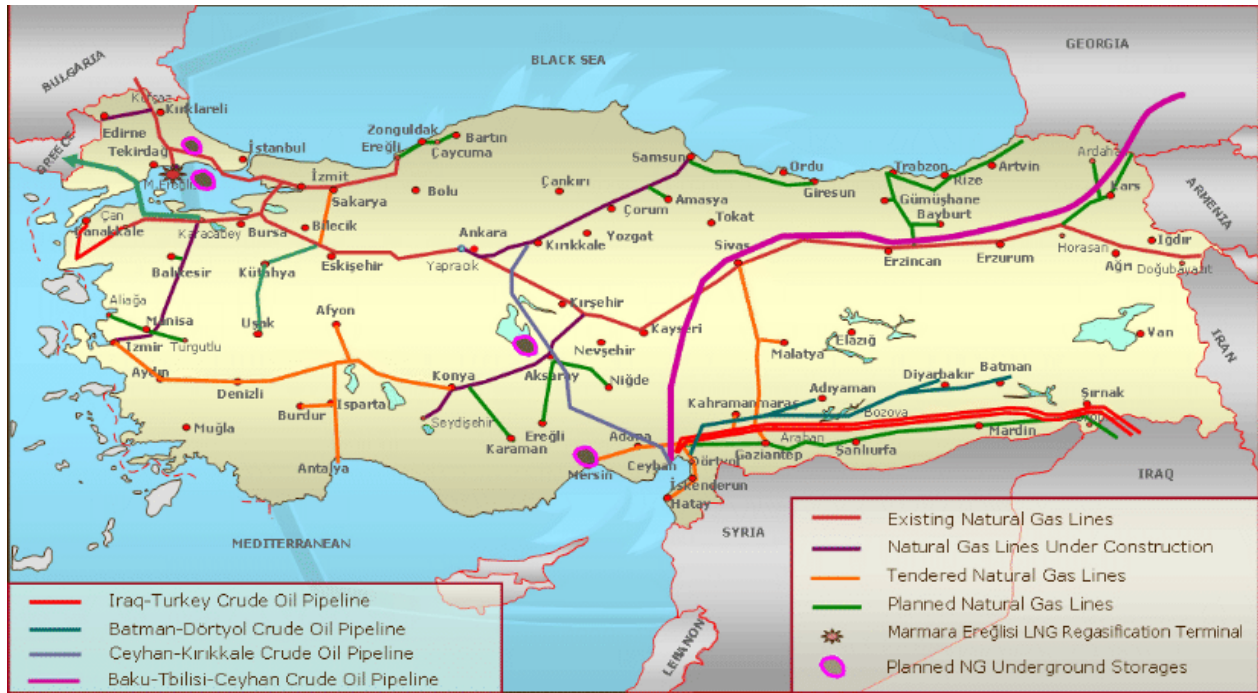 BULGARIA
GEORGIA
BLACK SEA
Kırklareli
Edirne
GREECE
Tekirdağ
İstanbul
Zonguldak
Bartın
Ereğli
Çaycuma
İzmit
Sakarya
Bolu
Çankırı
Samsun
Ordu
Giresun
Trabzon
Rize
Artvin
Ardahan
Kars
ARMENIA
Çan
Çanakkale
Karacabey
Bursa
Bilecik
Ankara
Çorum
Amasya
Tokat
Gümüşhane
Bayburt
Yapracık
Kırıkkale
Yozgat
Sivas
Erzincan
Erzurum
Horasan
Iğdır
Ağrı
Doğubayazıt
Balıkesir
Kütahya
Eskişehir
Aliağa
Manisa
Uşak
Afyon
Kırşehir
Kayseri
Malatya
Elazığ
Van
IRAN
İzmir
Turgutlu
Nevşehir
Aydın
Denizli
Konya
Aksaray
Niğde
Adıyaman
Diyarbakır
Batman
Şırnak
Burdur
Isparta
Seydişehir
Kahramanmaraş
Bozova
Muğla
Karaman
Ereğli
Adana
Araban
Mardin
Antalya
Mersin
Ceyhan
Dörtyol
Gaziantep
Şanlıurfa
İskenderun
Hatay
IRAQ
SYRIA
MEDITERRANEAN
LEBANON
Iraq-Turkey Crude Oil Pipeline
Batman-Dörtyol Crude Oil Pipeline
Ceyhan-Kırıkkale Crude Oil Pipeline
Baku-Tbilisi-Ceyhan Crude Oil Pipeline
Existing Natural Gas Lines
Natural Gas Lines Under Construction
Tendered Natural Gas Lines
Planned Natural Gas Lines
Marmara Ereğlisi LNG Regasification Terminal
Planned NG Underground Storages